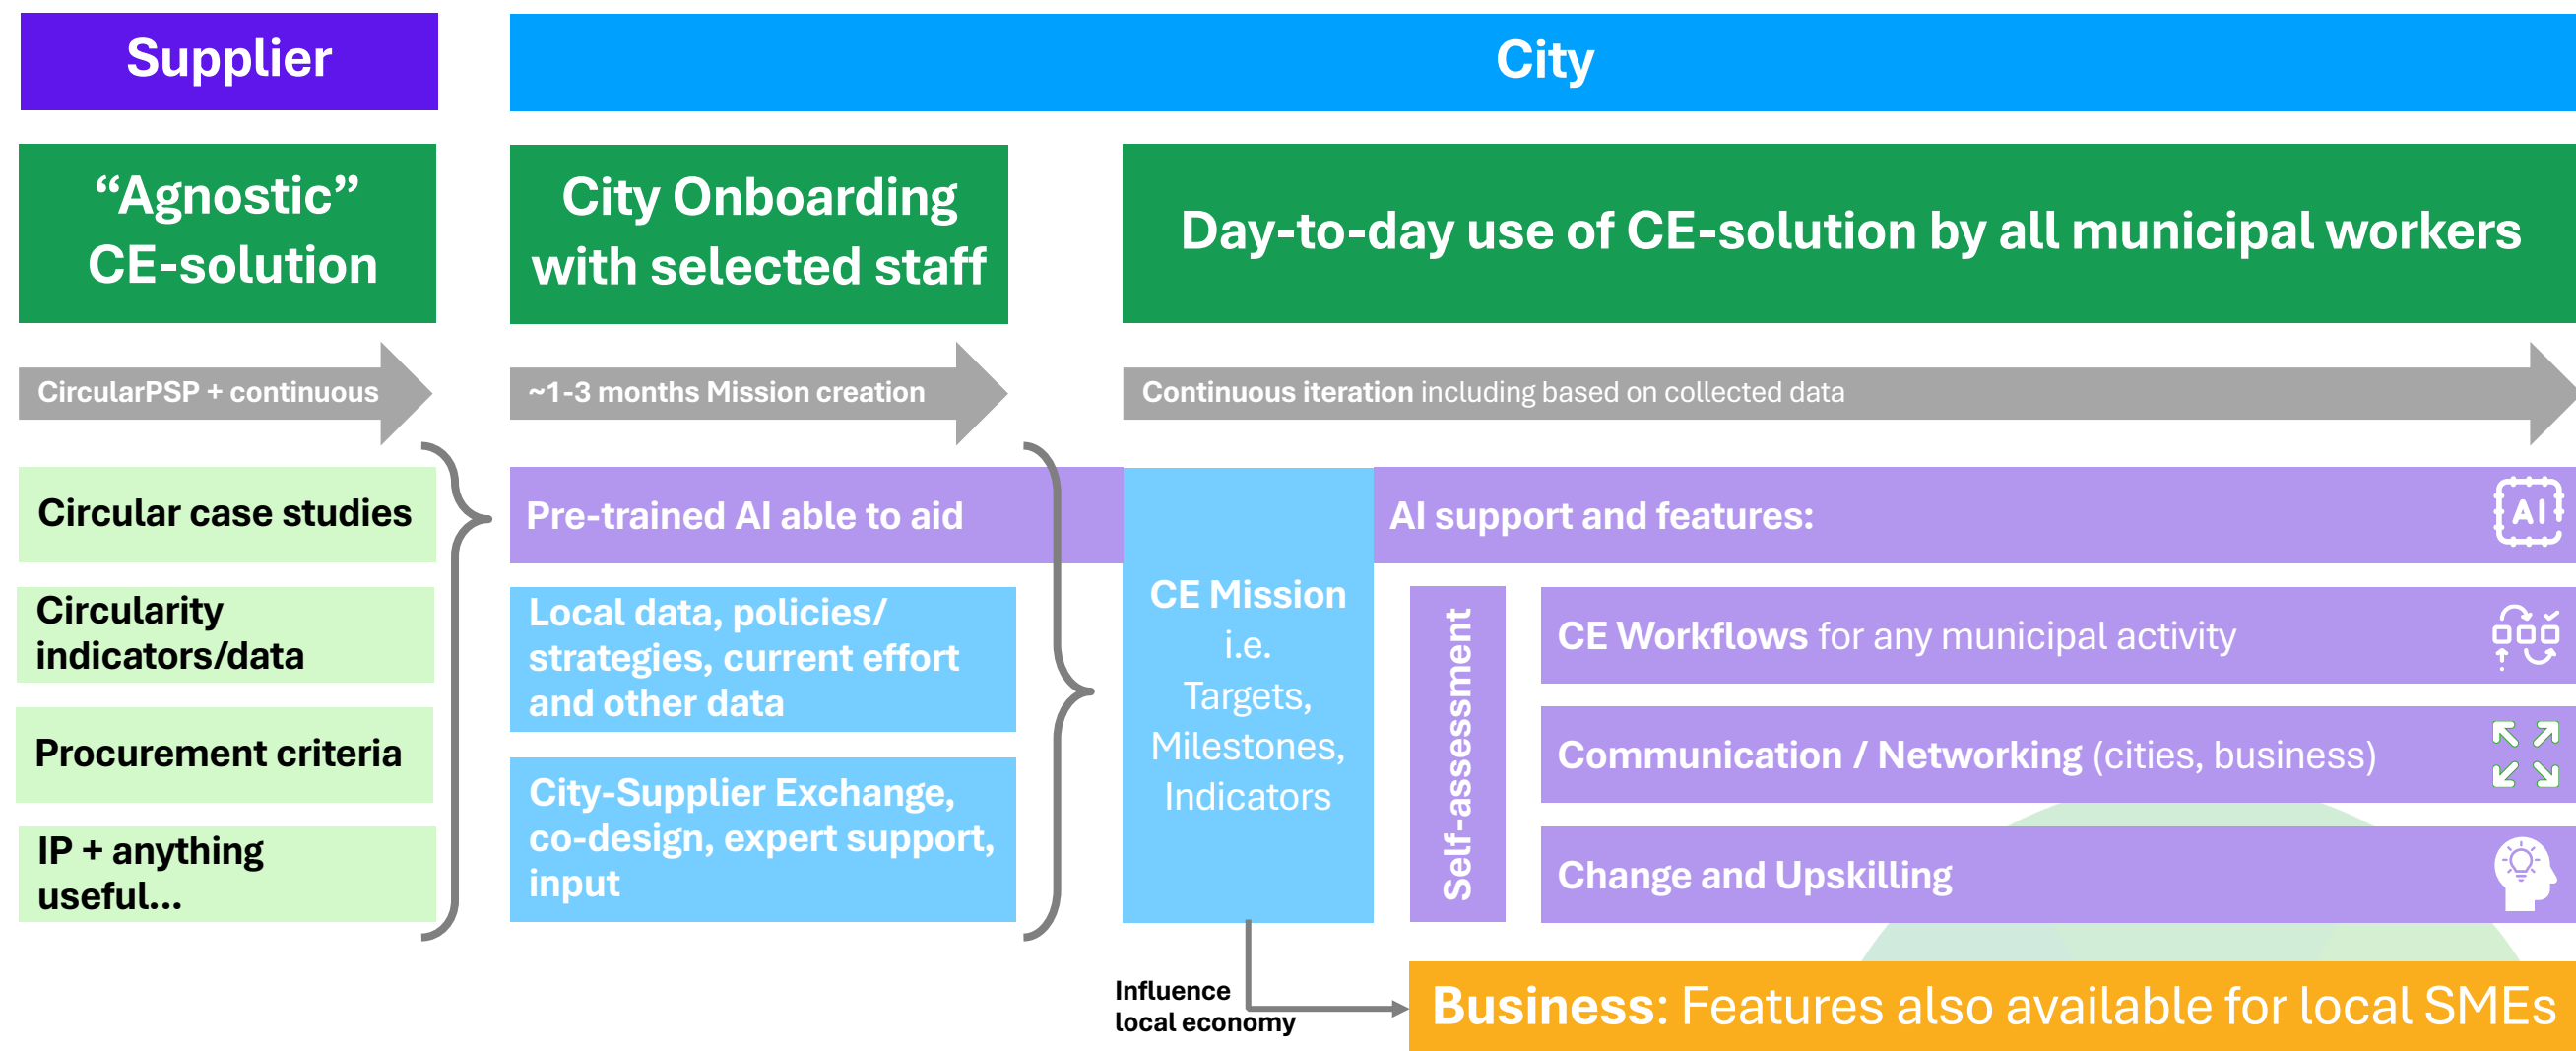 Supplier
City
“Agnostic”
CE-solution
City Onboarding
with selected staff
Day-to-day use of CE-solution by all municipal workers
CircularPSP + continuous
~1-3 months Mission creation
Continuous iteration including based on collected data
Circular case studies
Circularity
indicators/data
Procurement criteria
IP + anything
useful...
Pre-trained AI able to aid
Local data, policies/
strategies, current effort
and other data
City-Supplier Exchange,
co-design, expert support,
input
CE Mission
i.e.
Targets,
Milestones,
Indicators
AI support and features:
AI
Self-assessment
CE Workflows for any municipal activity
Communication / Networking (cities, business)
Change and Upskilling
Influence
local economy
Business: Features also available for local SMEs